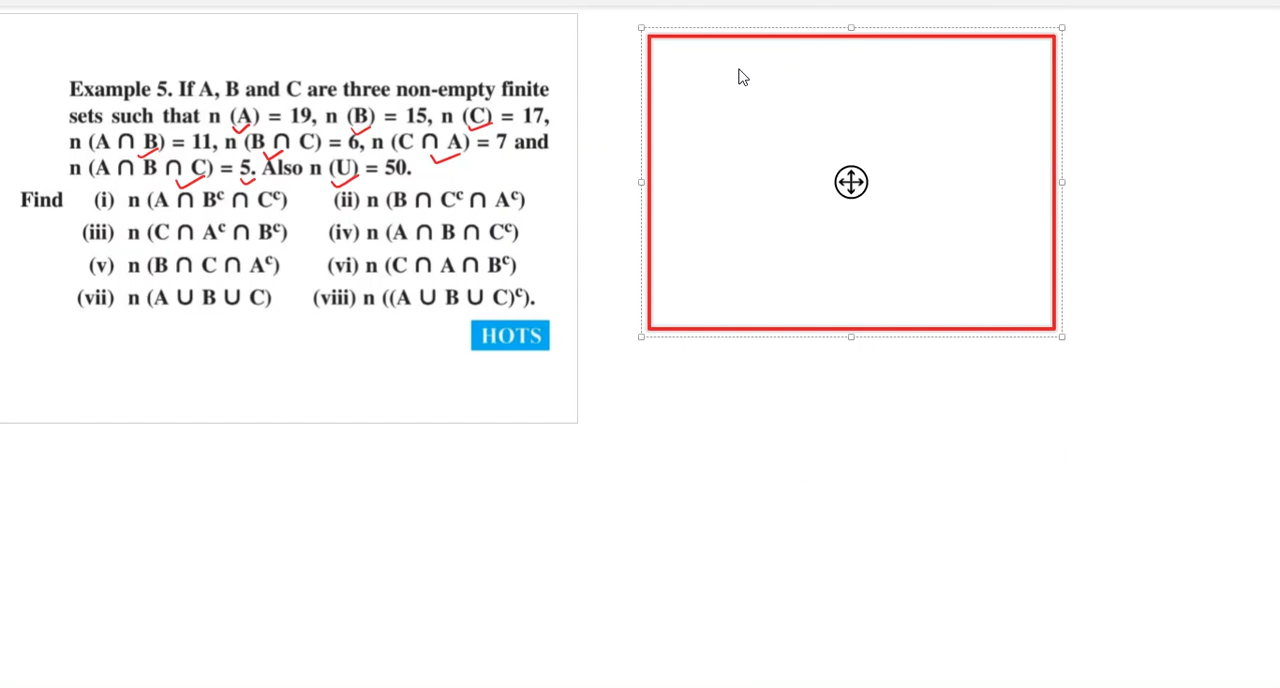 Example 5. If A, B and C are three non-empty finite
sets such that n (A) = 19, n (B) = 15, n (C) = 17,
n (A ∩ B) = 11, n (B ∩ C) = 6, n (C ∩ A) = 7 and
n (A ∩ B ∩ C) = 5. Also n (U) = 50.
Find (i) n (A ∩ Bᶜ ∩ Cᶜ) (ii) n (B ∩ Cᶜ ∩ Aᶜ)
(iii) n (C ∩ Aᶜ ∩ Bᶜ) (iv) n (A ∩ B ∩ Cᶜ)
(v) n (B ∩ C ∩ Aᶜ) (vi) n (C ∩ A ∩ Bᶜ)
(vii) n (A ∪ B ∪ C) (viii) n ((A ∪ B ∪ C)ᶜ).
HOTS